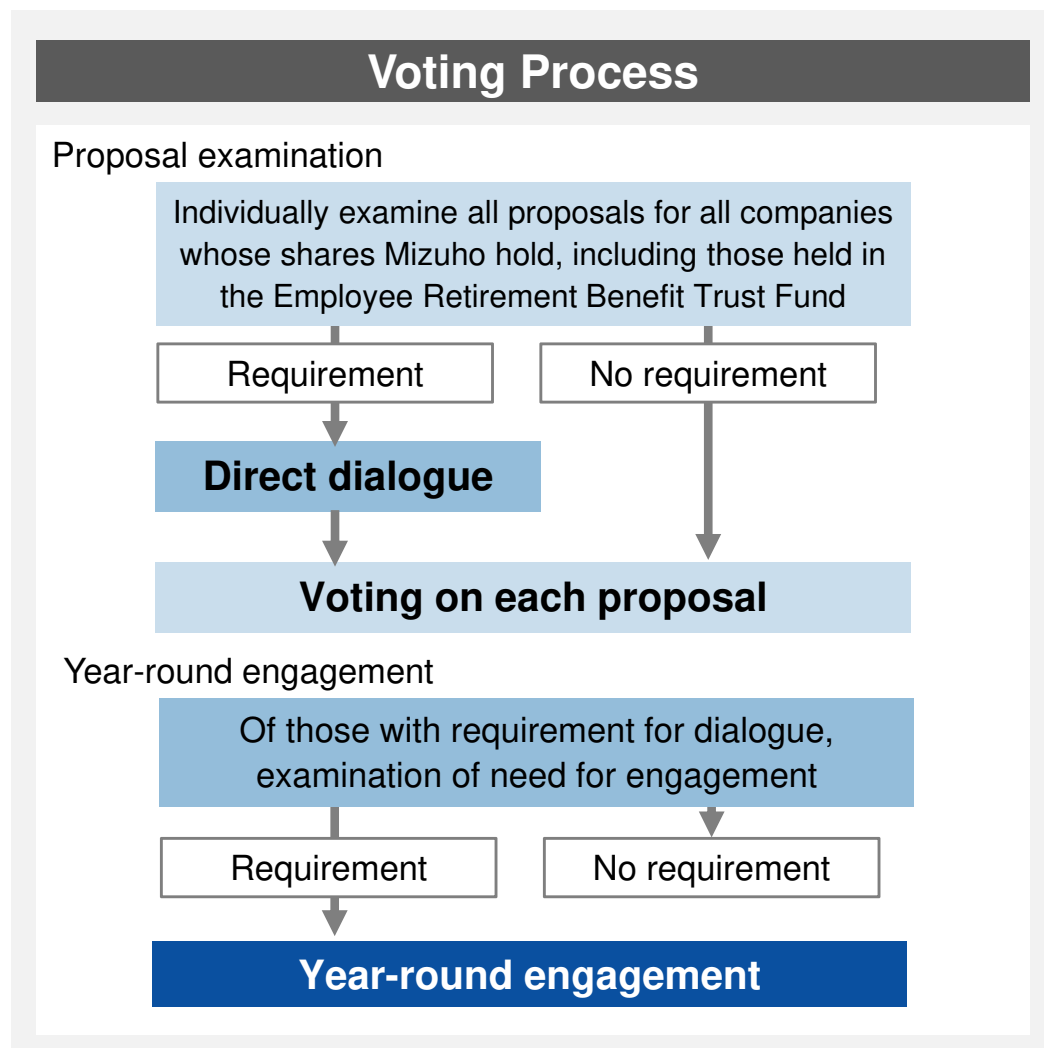 Voting Process
Proposal examination
Individually examine all proposals for all companies
whose shares Mizuho hold, including those held in
the Employee Retirement Benefit Trust Fund
Requirement
No requirement
Direct dialogue
Voting on each proposal
Year-round engagement
Of those with requirement for dialogue,
examination of need for engagement
Requirement
No requirement
Year-round engagement